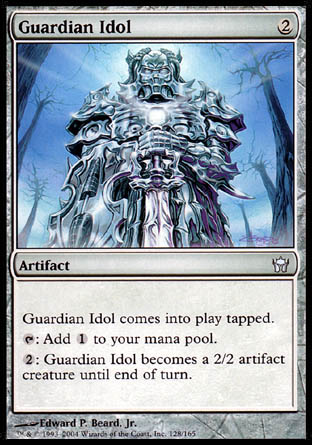 Guardian Idol 2
Artifact
Guardian Idol comes into play tapped.
: Add 1 to your mana pool.
2: Guardian Idol becomes a 2/2 artifact
creature until end of turn.
Edward P. Beard, Jr.
™ & © 1993–2004 Wizards of the Coast, Inc. 128/165